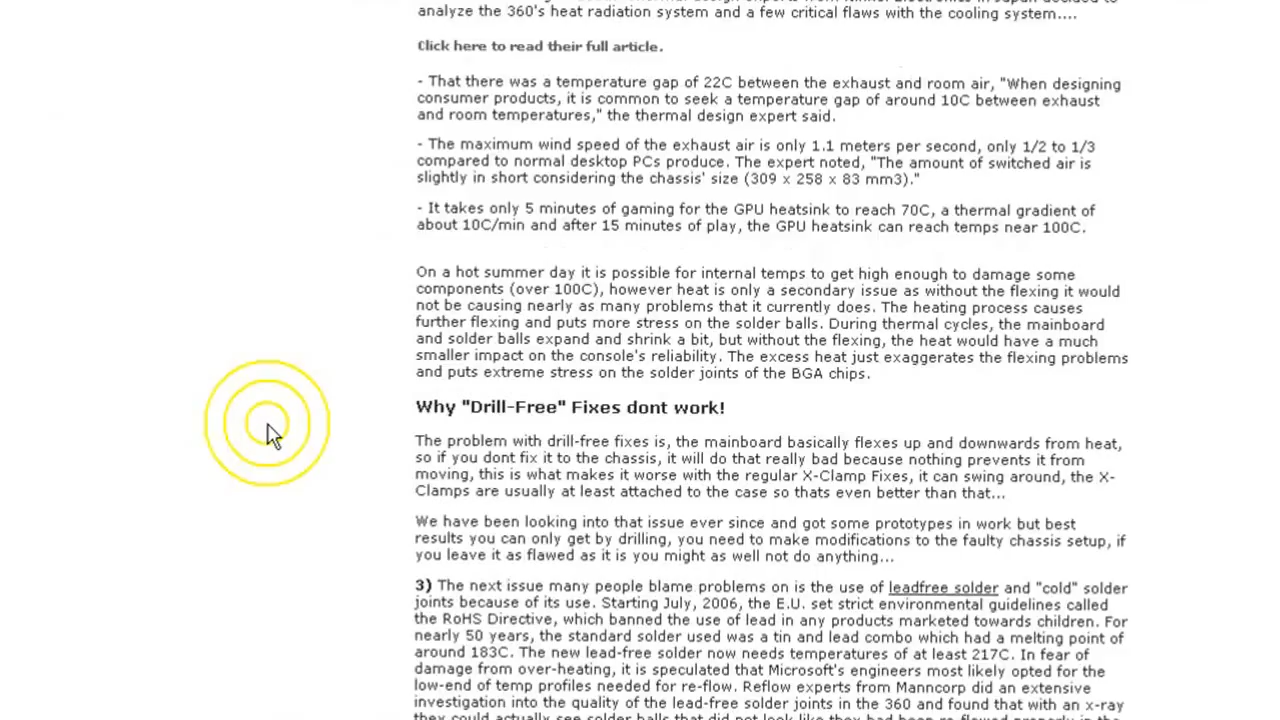 analyze the 360's heat radiation system and a few critical flaws with the cooling system....
Click here to read their full article.
- That there was a temperature gap of 22C between the exhaust and room air, "When designing
consumer products, it is common to seek a temperature gap of around 10C between exhaust
and room temperatures," the thermal design expert said.
- The maximum wind speed of the exhaust air is only 1.1 meters per second, only 1/2 to 1/3
compared to normal desktop PCs produce. The expert noted, "The amount of switched air is
slightly in short considering the chassis' size (309 x 258 x 83 mm3)."
- It takes only 5 minutes of gaming for the GPU heatsink to reach 70C, a thermal gradient of
about 10C/min and after 15 minutes of play, the GPU heatsink can reach temps near 100C.
On a hot summer day it is possible for internal temps to get high enough to damage some
components (over 100C), however heat is only a secondary issue as without the flexing it would
not be causing nearly as many problems that it currently does. The heating process causes
further flexing and puts more stress on the solder balls. During thermal cycles, the mainboard
and solder balls expand and shrink a bit, but without the flexing, the heat would have a much
smaller impact on the console's reliability. The excess heat just exaggerates the flexing problems
and puts extreme stress on the solder joints of the BGA chips.
Why "Drill-Free" Fixes dont work!
The problem with drill-free fixes is, the mainboard basically flexes up and downwards from heat,
so if you dont fix it to the chassis, it will do that really bad because nothing prevents it from
moving, this is what makes it worse with the regular X-Clamp Fixes, it can swing around, the X-
Clamps are usually at least attached to the case so thats even better than that...
We have been looking into that issue ever since and got some prototypes in work but best
results you can only get by drilling, you need to make modifications to the faulty chassis setup, if
you leave it as flawed as it is you might as well not do anything...
3) The next issue many people blame problems on is the use of leadfree solder and "cold" solder
joints because of its use. Starting July, 2006, the E.U. set strict environmental guidelines called
the RoHS Directive, which banned the use of lead in any products marketed towards children. For
nearly 50 years, the standard solder used was a tin and lead combo which had a melting point of
around 183C. The new lead-free solder now needs temperatures of at least 217C. In fear of
damage from over-heating, it is speculated that Microsoft's engineers most likely opted for the
low-end of temp profiles needed for re-flow. Reflow experts from Manncorp did an extensive
investigation into the quality of the lead-free solder joints in the 360 and found that with an x-ray
they could actually see solder balls that did not look like they had been re-flowed properly in the